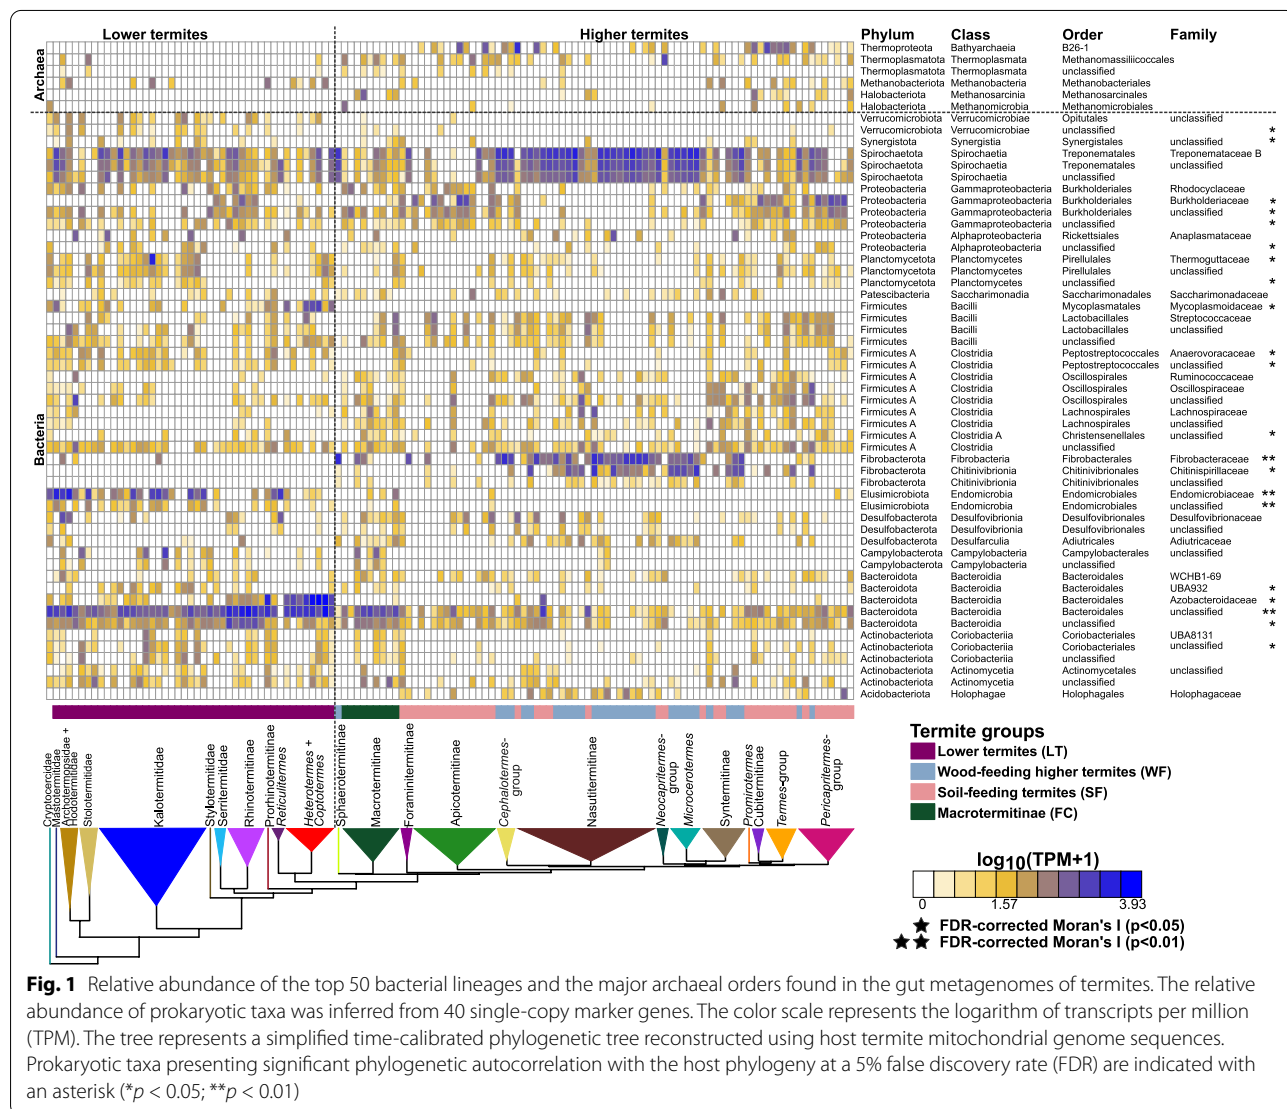 Lower termites
Higher termites
Phylum Class Order Family
Archaea
Thermoproteota Bathyarchaeia B26-1
Thermoplasmatota Thermoplasmata Methanomassiliicoccales
Thermoplasmatota Thermoplasmata unclassified
Methanobacteriota Methanobacteria Methanobacteriales
Halobacteriota Methanosarcinia Methanosarcinales
Halobacteriota Methanomicrobia Methanomicrobiales
Bacteria
Verrucomicrobiota Verrucomicrobiae Opitutales unclassified
Verrucomicrobiota Verrucomicrobiae unclassified *
Synergistota Synergistia Synergistales unclassified *
Spirochaetota Spirochaetia Treponematales Treponemataceae B
Spirochaetota Spirochaetia Treponematales unclassified
Spirochaetota Spirochaetia unclassified
Proteobacteria Gammaproteobacteria Burkholderiales Rhodocyclaceae
Proteobacteria Gammaproteobacteria Burkholderiales Burkholderiaceae *
Proteobacteria Gammaproteobacteria Burkholderiales unclassified *
Proteobacteria Gammaproteobacteria unclassified *
Proteobacteria Alphaproteobacteria Rickettsiales Anaplasmataceae
Proteobacteria Alphaproteobacteria unclassified *
Planctomycetota Planctomycetes Pirellulales Thermoguttaceae *
Planctomycetota Planctomycetes Pirellulales unclassified
Planctomycetota Planctomycetes unclassified *
Patescibacteria Saccharimonadia Saccharimonadales Saccharimonadaceae
Firmicutes Bacilli Mycoplasmatales Mycoplasmoidaceae *
Firmicutes Bacilli Lactobacillales Streptococcaceae
Firmicutes Bacilli Lactobacillales unclassified
Firmicutes Bacilli unclassified
Firmicutes A Clostridia Peptostreptococcales Anaerovoracaceae *
Firmicutes A Clostridia Peptostreptococcales unclassified *
Firmicutes A Clostridia Oscillospirales Ruminococcaceae
Firmicutes A Clostridia Oscillospirales Oscillospiraceae
Firmicutes A Clostridia Oscillospirales unclassified
Firmicutes A Clostridia Lachnospirales Lachnospiraceae
Firmicutes A Clostridia Lachnospirales unclassified
Firmicutes A Clostridia A Christensenellales unclassified *
Firmicutes A Clostridia unclassified
Fibrobacterota Fibrobacteria Fibrobacterales Fibrobacteraceae **
Fibrobacterota Chitinivibrionia Chitinivibrionales Chitinispirillaceae *
Fibrobacterota Chitinivibrionia Chitinivibrionales unclassified
Elusimicrobiota Endomicrobia Endomicrobiales Endomicrobiaceae **
Elusimicrobiota Endomicrobia Endomicrobiales unclassified **
Desulfobacterota Desulfovibrionia Desulfovibrionales Desulfovibrionaceae
Desulfobacterota Desulfovibrionia Desulfovibrionales unclassified
Desulfobacterota Desulfarculia Adiutricales Adiutricaceae
Campylobacterota Campylobacteria Campylobacterales unclassified
Campylobacterota Campylobacteria unclassified
Bacteroidota Bacteroidia Bacteroidales WCHB1-69
Bacteroidota Bacteroidia Bacteroidales UBA932 *
Bacteroidota Bacteroidia Bacteroidales Azobacteroidaceae *
Bacteroidota Bacteroidia Bacteroidales unclassified **
Bacteroidota Bacteroidia unclassified *
Actinobacteriota Coriobacteriia Coriobacteriales UBA8131
Actinobacteriota Coriobacteriia Coriobacteriales unclassified *
Actinobacteriota Coriobacteriia unclassified
Actinobacteriota Actinomycetia Actinomycetales unclassified
Actinobacteriota Actinomycetia unclassified
Acidobacteriota Holophagae Holophagales Holophagaceae
Cryptocercidae
Mastotermitidae
Archotermopsidae +
Hodotermitidae
Stolotermitidae
Kalotermitidae
Stylotermitidae
Serritermitidae
Rhinotermitinae
Prorhinotermitinae
Reticulitermes
Heterotermes +
Coptotermes
Sphaerotermitinae
Macrotermitinae
Foraminitermitinae
Apicotermitinae
Cephalotermes-
group
Nasutitermitinae
Neocapritermes-
group
Microcerotermes
Syntermitinae
Promirotermes
Cubitermitinae
Termes-group
Pericapritermes-
group
Termite groups
Lower termites (LT)
Wood-feeding higher termites (WF)
Soil-feeding termites (SF)
Macrotermitinae (FC)
log10(TPM+1)
0 1.57 3.93
★ FDR-corrected Moran's I (p<0.05)
★★ FDR-corrected Moran's I (p<0.01)
Fig. 1 Relative abundance of the top 50 bacterial lineages and the major archaeal orders found in the gut metagenomes of termites. The relative
abundance of prokaryotic taxa was inferred from 40 single-copy marker genes. The color scale represents the logarithm of transcripts per million
(TPM). The tree represents a simplified time-calibrated phylogenetic tree reconstructed using host termite mitochondrial genome sequences.
Prokaryotic taxa presenting significant phylogenetic autocorrelation with the host phylogeny at a 5% false discovery rate (FDR) are indicated with
an asterisk (*p < 0.05; **p < 0.01)